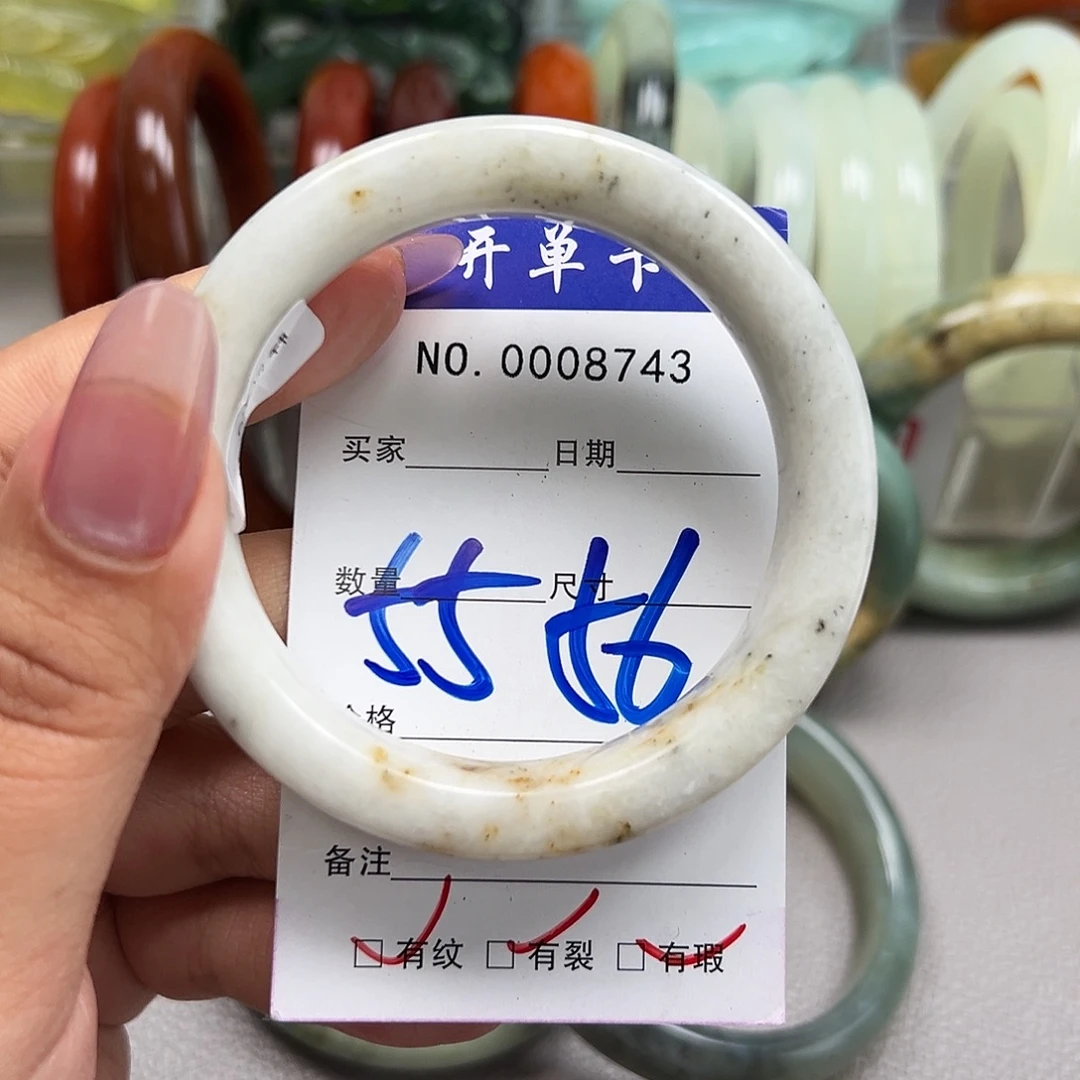 开单卡
NO. 0008743
买家 日期
数量 尺寸
55 56
格
备注
□有纹 □有裂 □有瑕